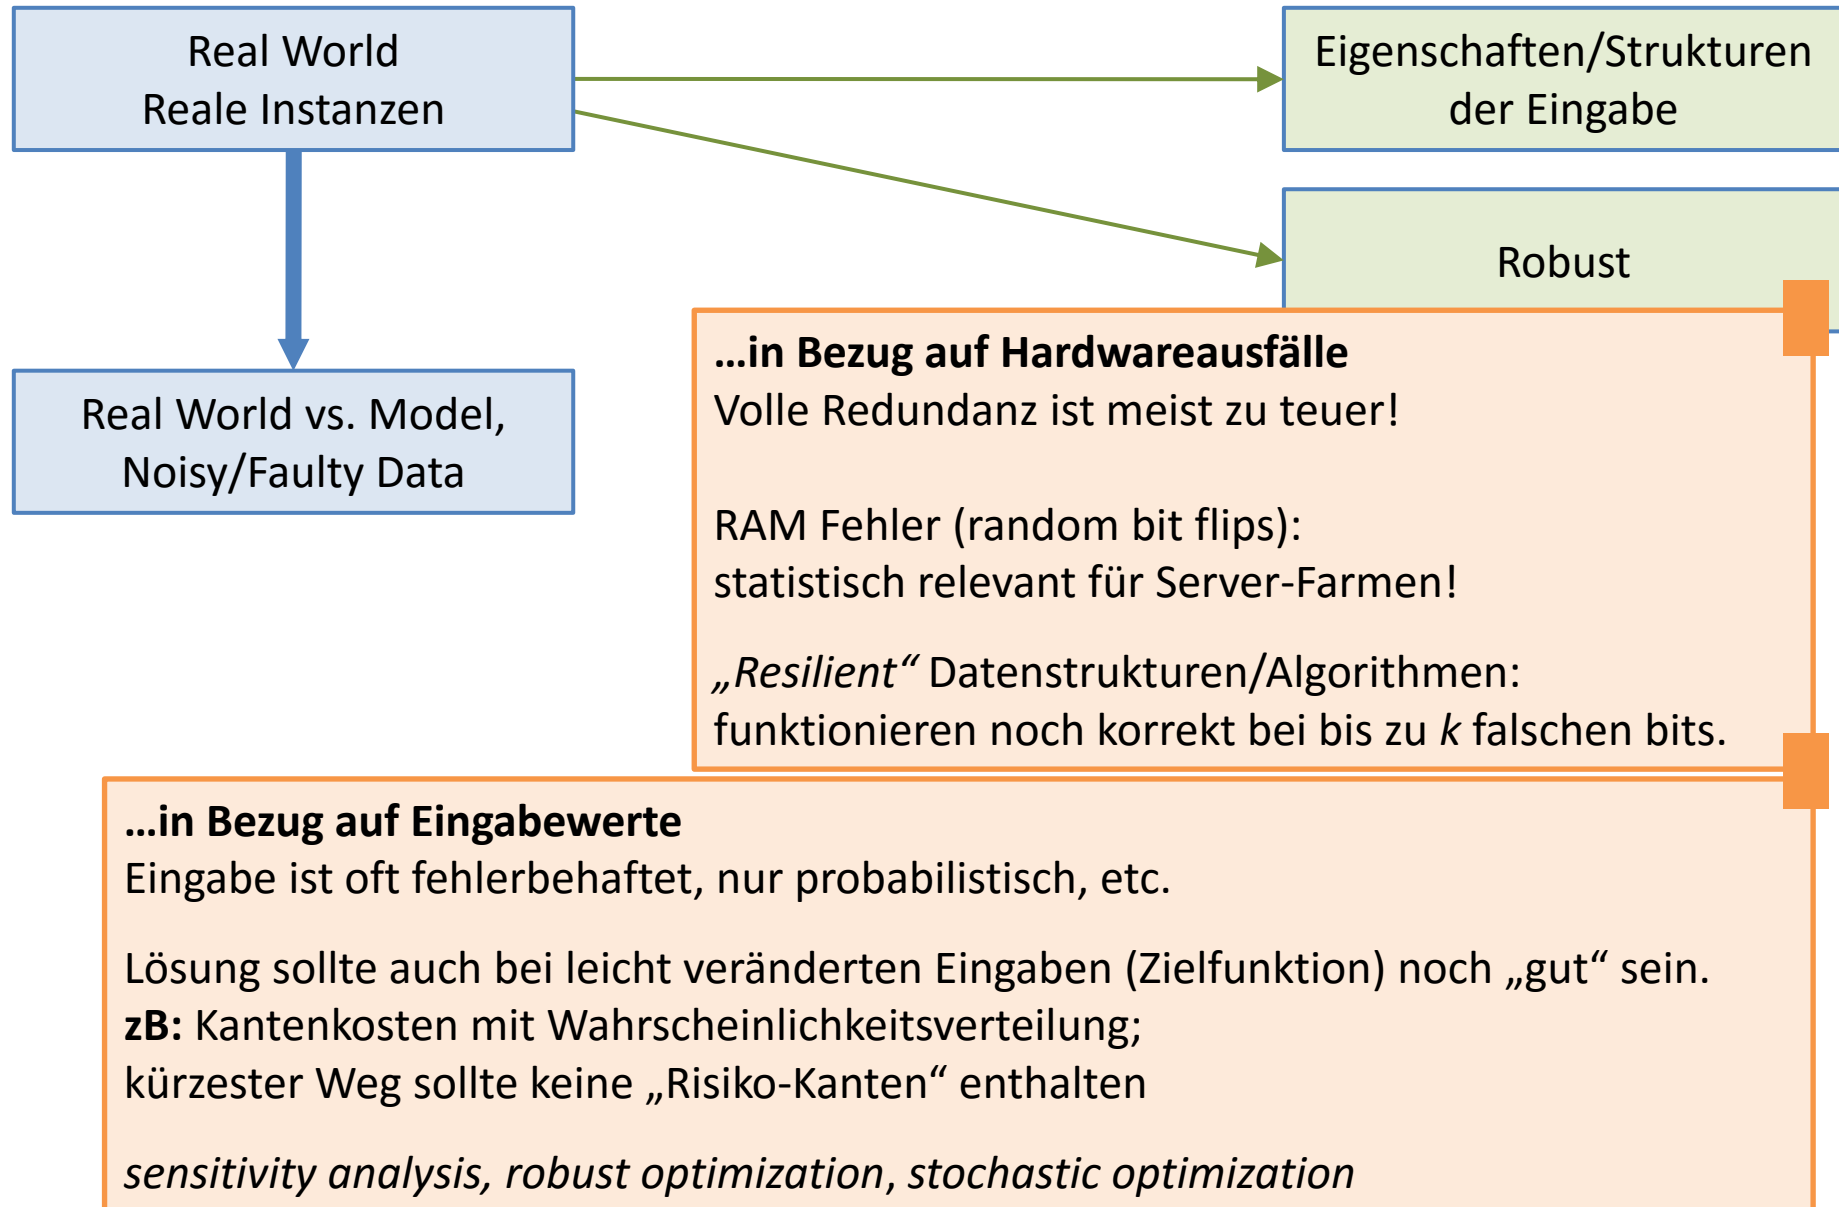 Real World
Reale Instanzen
Eigenschaften/Strukturen
der Eingabe
Robust
Real World vs. Model,
Noisy/Faulty Data
…in Bezug auf Hardwareausfälle
Volle Redundanz ist meist zu teuer!
RAM Fehler (random bit flips):
statistisch relevant für Server-Farmen!
„Resilient“ Datenstrukturen/Algorithmen:
funktionieren noch korrekt bei bis zu k falschen bits.
…in Bezug auf Eingabewerte
Eingabe ist oft fehlerbehaftet, nur probabilistisch, etc.
Lösung sollte auch bei leicht veränderten Eingaben (Zielfunktion) noch „gut“ sein.
zB: Kantenkosten mit Wahrscheinlichkeitsverteilung;
kürzester Weg sollte keine „Risiko-Kanten“ enthalten
sensitivity analysis, robust optimization, stochastic optimization